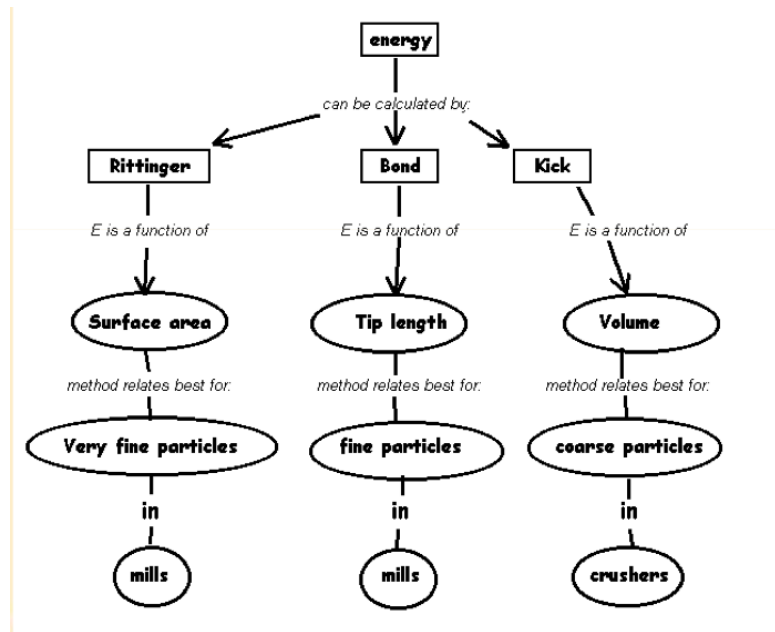 energy
can be calculated by:
Rittinger Bond Kick
E is a function of E is a function of E is a function of
Surface area Tip length Volume
method relates best for: method relates best for: method relates best for:
Very fine particles fine particles coarse particles
in in in
mills mills crushers